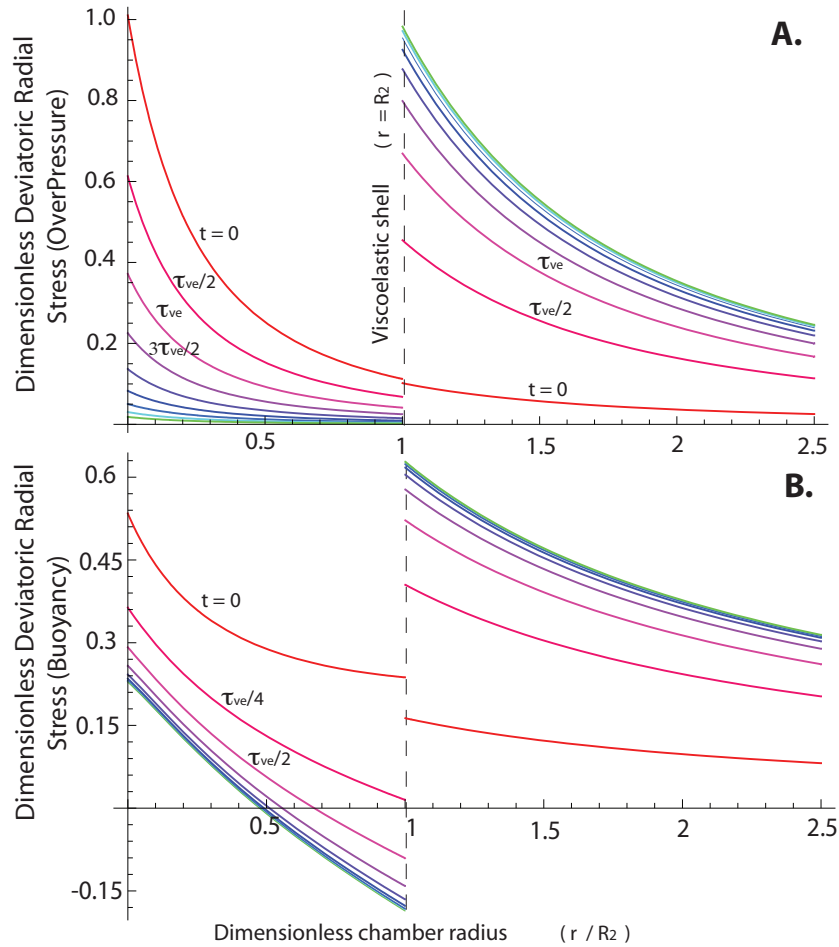 A.
Dimensionless Deviatoric Radial
Stress (OverPressure)
1.0
0.8
0.6
0.4
0.2
t = 0
τve/2
τve
3τve/2
Viscoelastic shell ( r = R2 )
τve
τve/2
t = 0
0.5
1
1.5
2
2.5
B.
Dimensionless Deviatoric Radial
Stress (Buoyancy)
0.6
0.45
0.3
0.15
-0.15
t = 0
τve/4
τve/2
0.5
1
1.5
2
2.5
Dimensionless chamber radius ( r / R2 )